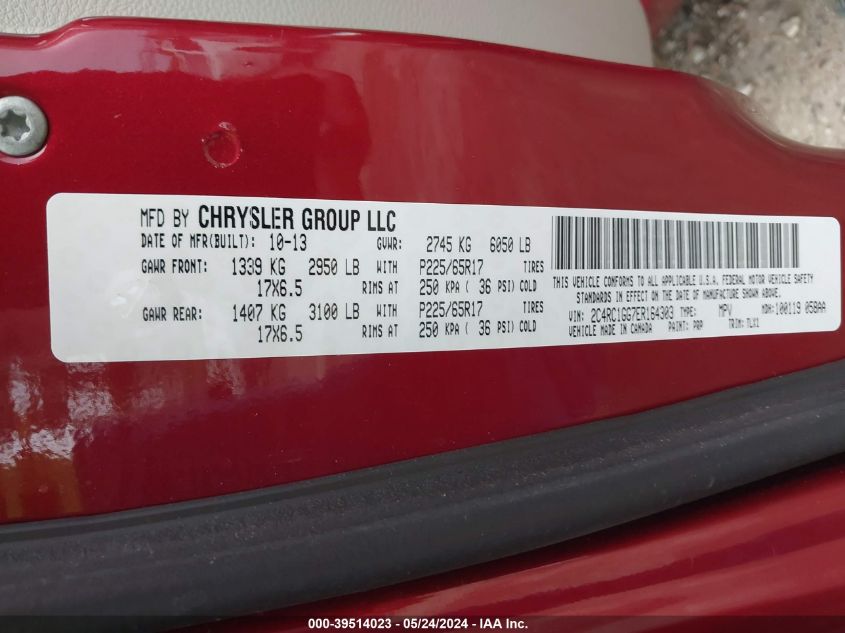 MFD BY CHRYSLER GROUP LLC
DATE OF MFR(BUILT): 10-13 GVWR: 2745 KG 6050 LB
GAWR FRONT: 1339 KG 2950 LB WITH P225/65R17 TIRES
17X6.5 RIMS AT 250 KPA ( 36 PSI) COLD
GAWR REAR: 1407 KG 3100 LB WITH P225/65R17 TIRES
17X6.5 RIMS AT 250 KPA ( 36 PSI) COLD
THIS VEHICLE CONFORMS TO ALL APPLICABLE U.S.A. FEDERAL MOTOR VEHICLE SAFETY
STANDARDS IN EFFECT ON THE DATE OF MANUFACTURE SHOWN ABOVE.
VIN: 2C4RC1GG7ER164303 TYPE: MPV MDH: 100119 058AA
VEHICLE MADE IN CANADA PAINT: PRP TRIM: TLX1
000-39514023 - 05/24/2024 - IAA Inc.